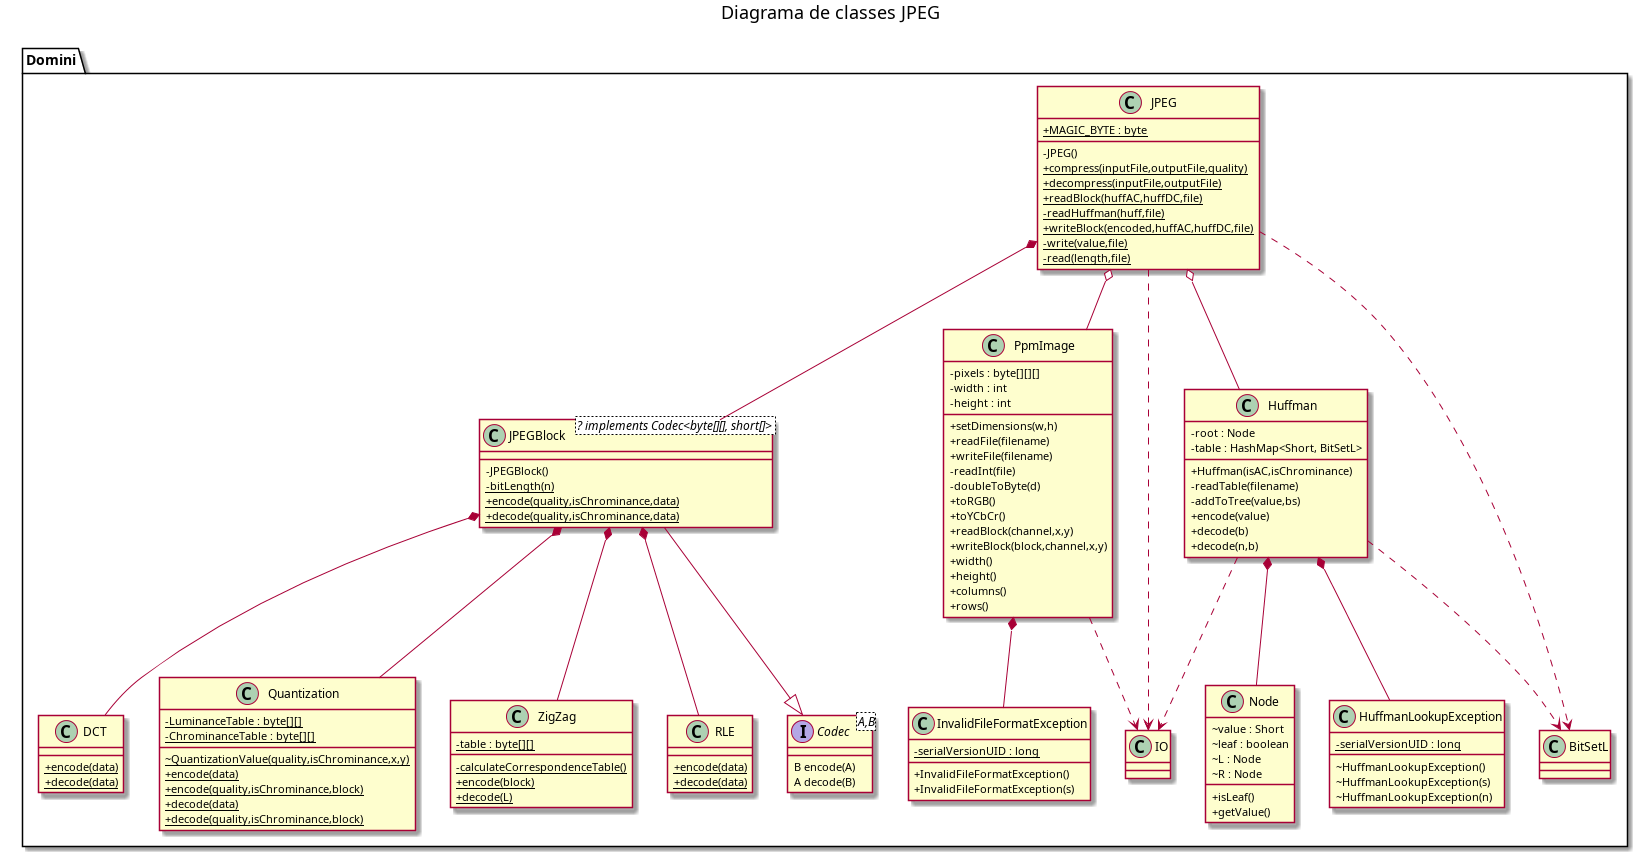 Diagrama de classes JPEG
Domini
C JPEG
+MAGIC_BYTE : byte
-JPEG()
+compress(inputFile,outputFile,quality)
+decompress(inputFile,outputFile)
+readBlock(huffAC,huffDC,file)
-readHuffman(huff,file)
+writeBlock(encoded,huffAC,huffDC,file)
-write(value,file)
-read(length,file)
C PpmImage
-pixels : byte[][][]
-width : int
-height : int
+setDimensions(w,h)
+readFile(filename)
+writeFile(filename)
-readInt(file)
-doubleToByte(d)
+toRGB()
+toYCbCr()
+readBlock(channel,x,y)
+writeBlock(block,channel,x,y)
+width()
+height()
+columns()
+rows()
C Huffman
-root : Node
-table : HashMap<Short, BitSetL>
+Huffman(isAC,isChrominance)
-readTable(filename)
-addToTree(value,bs)
+encode(value)
+decode(b)
+decode(n,b)
C JPEGBlock
? implements Codec<byte[][], short[]>
-JPEGBlock()
-bitLength(n)
+encode(quality,isChrominance,data)
+decode(quality,isChrominance,data)
C DCT
+encode(data)
+decode(data)
C Quantization
-LuminanceTable : byte[][]
-ChrominanceTable : byte[][]
~QuantizationValue(quality,isChrominance,x,y)
+encode(data)
+encode(quality,isChrominance,block)
+decode(data)
+decode(quality,isChrominance,block)
C ZigZag
-table : byte[][]
-calculateCorrespondenceTable()
+encode(block)
+decode(L)
C RLE
+encode(data)
+decode(data)
I Codec
A,B
B encode(A)
A decode(B)
C InvalidFileFormatException
-serialVersionUID : long
+InvalidFileFormatException()
+InvalidFileFormatException(s)
C IO
C Node
~value : Short
~leaf : boolean
~L : Node
~R : Node
+isLeaf()
+getValue()
C HuffmanLookupException
-serialVersionUID : long
~HuffmanLookupException()
~HuffmanLookupException(s)
~HuffmanLookupException(n)
C BitSetL